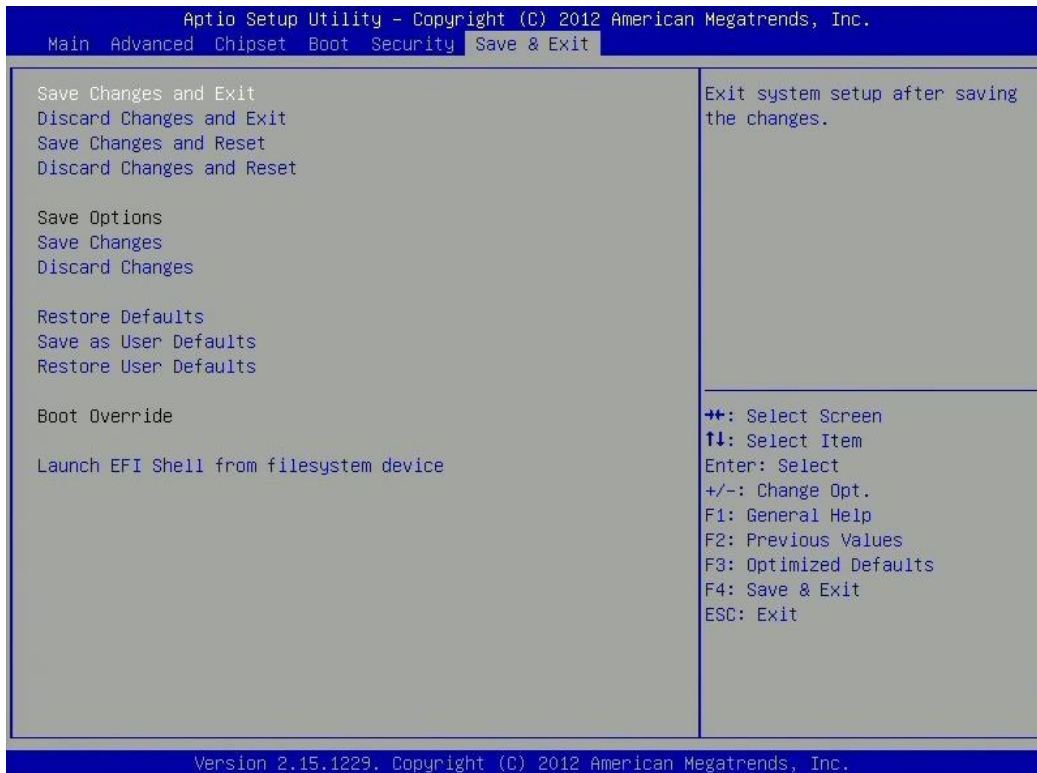 Aptio Setup Utility – Copyright (C) 2012 American Megatrends, Inc.
Main Advanced Chipset Boot Security Save & Exit
Save Changes and Exit
Discard Changes and Exit
Save Changes and Reset
Discard Changes and Reset
Save Options
Save Changes
Discard Changes
Restore Defaults
Save as User Defaults
Restore User Defaults
Boot Override
Launch EFI Shell from filesystem device
Exit system setup after saving
the changes.
→←: Select Screen
↑↓: Select Item
Enter: Select
+/-: Change Opt.
F1: General Help
F2: Previous Values
F3: Optimized Defaults
F4: Save & Exit
ESC: Exit
Version 2.15.1229. Copyright (C) 2012 American Megatrends, Inc.